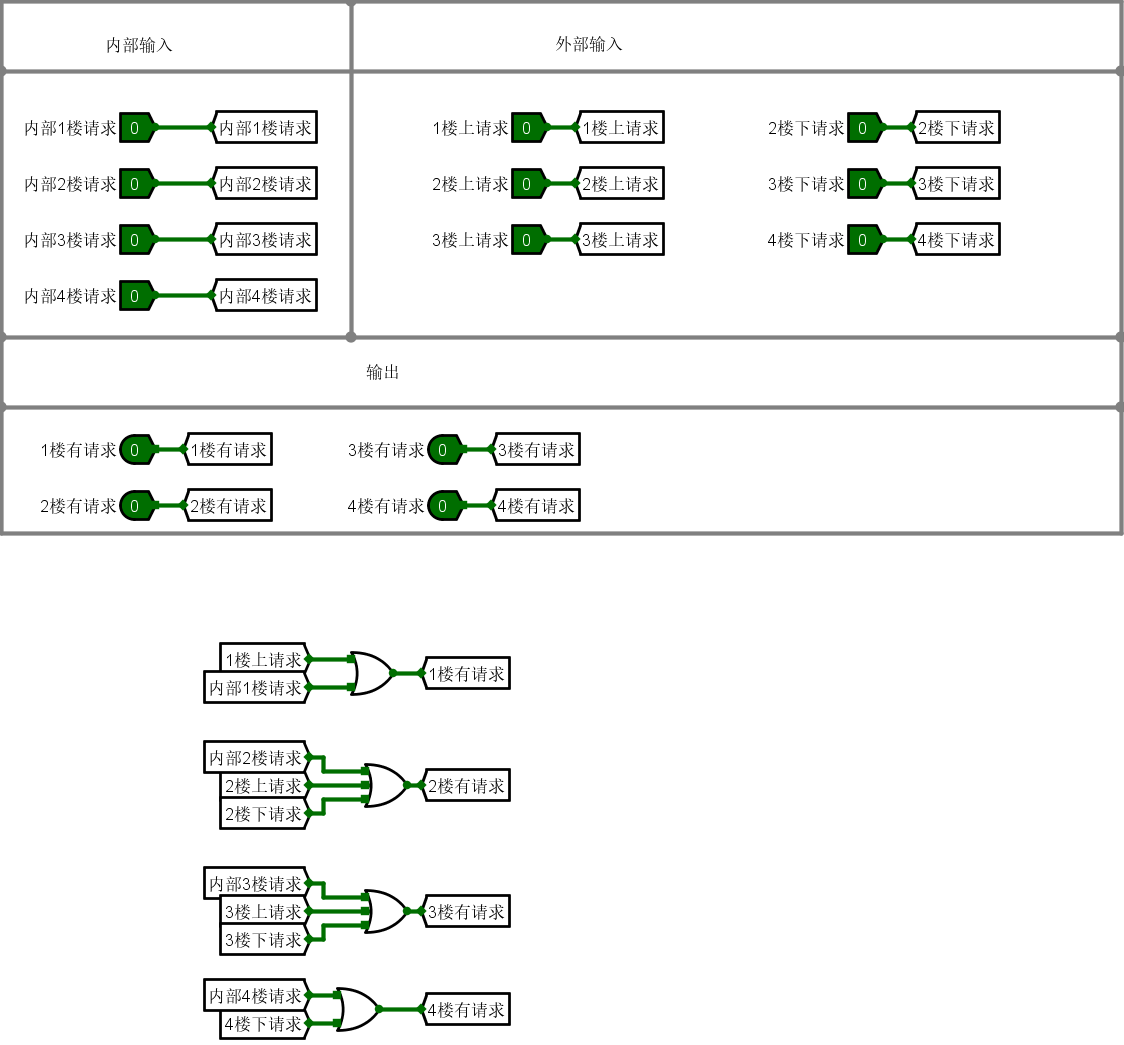 内部输入 外部输入
内部1楼请求 0 内部1楼请求 1楼上请求 0 1楼上请求 2楼下请求 0 2楼下请求
内部2楼请求 0 内部2楼请求 2楼上请求 0 2楼上请求 3楼下请求 0 3楼下请求
内部3楼请求 0 内部3楼请求 3楼上请求 0 3楼上请求 4楼下请求 0 4楼下请求
内部4楼请求 0 内部4楼请求
输出
1楼有请求 0 1楼有请求 3楼有请求 0 3楼有请求
2楼有请求 0 2楼有请求 4楼有请求 0 4楼有请求
1楼上请求
内部1楼请求
1楼有请求
内部2楼请求
2楼上请求
2楼下请求
2楼有请求
内部3楼请求
3楼上请求
3楼下请求
3楼有请求
内部4楼请求
4楼下请求
4楼有请求